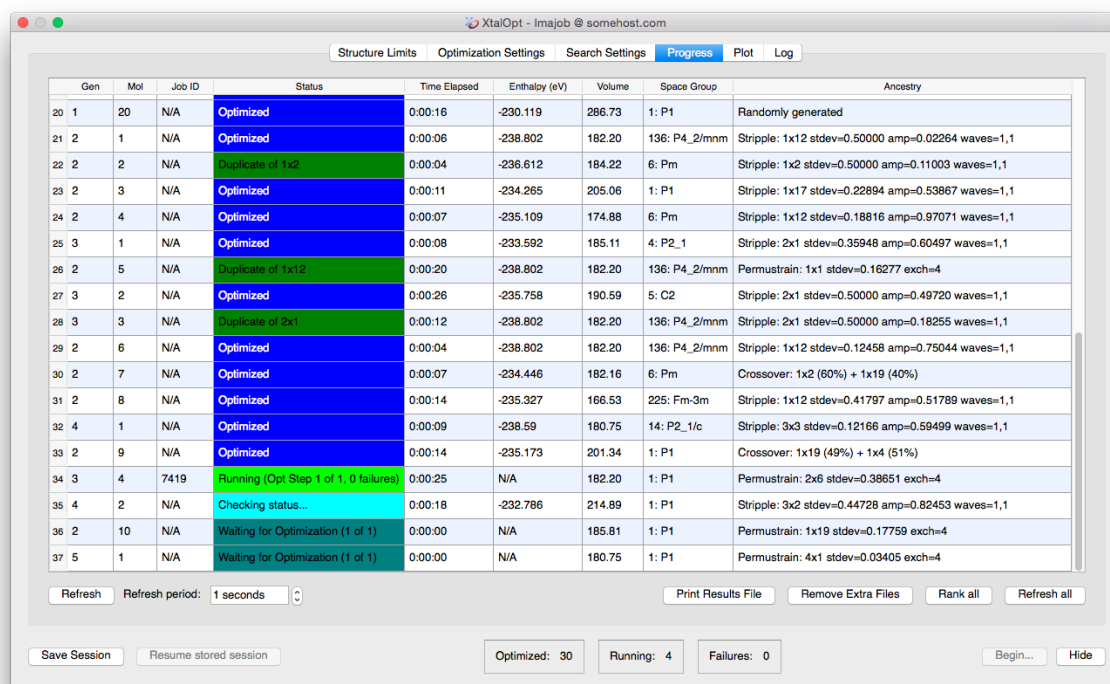 XtalOpt - Imajob @ somehost.com
Structure Limits Optimization Settings Search Settings Progress Plot Log
Gen Mol Job ID Status Time Elapsed Enthalpy (eV) Volume Space Group Ancestry
20 1 20 N/A Optimized 0:00:16 -230.119 286.73 1: P1 Randomly generated
21 2 1 N/A Optimized 0:00:06 -238.802 182.20 136: P4_2/mnm Stripple: 1x12 stdev=0.50000 amp=0.02264 waves=1,1
22 2 2 N/A Duplicate of 1x2 0:00:04 -236.612 184.22 6: Pm Stripple: 1x2 stdev=0.50000 amp=0.11003 waves=1,1
23 2 3 N/A Optimized 0:00:11 -234.265 205.06 1: P1 Stripple: 1x17 stdev=0.22894 amp=0.53867 waves=1,1
24 2 4 N/A Optimized 0:00:07 -235.109 174.88 6: Pm Stripple: 1x12 stdev=0.18816 amp=0.97071 waves=1,1
25 3 1 N/A Optimized 0:00:08 -233.592 185.11 4: P2_1 Stripple: 2x1 stdev=0.35948 amp=0.60497 waves=1,1
26 2 5 N/A Duplicate of 1x12 0:00:20 -238.802 182.20 136: P4_2/mnm Permustrain: 1x1 stdev=0.16277 exch=4
27 3 2 N/A Optimized 0:00:26 -235.758 190.59 5: C2 Stripple: 2x1 stdev=0.50000 amp=0.49720 waves=1,1
28 3 3 N/A Duplicate of 2x1 0:00:12 -238.802 182.20 136: P4_2/mnm Stripple: 2x1 stdev=0.50000 amp=0.18255 waves=1,1
29 2 6 N/A Optimized 0:00:04 -238.802 182.20 136: P4_2/mnm Stripple: 1x12 stdev=0.12458 amp=0.75044 waves=1,1
30 2 7 N/A Optimized 0:00:07 -234.446 182.16 6: Pm Crossover: 1x2 (60%) + 1x19 (40%)
31 2 8 N/A Optimized 0:00:14 -235.327 166.53 225: Fm-3m Stripple: 1x12 stdev=0.41797 amp=0.51789 waves=1,1
32 4 1 N/A Optimized 0:00:09 -238.59 180.75 14: P2_1/c Stripple: 3x3 stdev=0.12166 amp=0.59499 waves=1,1
33 2 9 N/A Optimized 0:00:14 -235.173 201.34 1: P1 Crossover: 1x19 (49%) + 1x4 (51%)
34 3 4 7419 Running (Opt Step 1 of 1, 0 failures) 0:00:25 N/A 182.20 1: P1 Permustrain: 2x6 stdev=0.38651 exch=4
35 4 2 N/A Checking status... 0:00:18 -232.786 214.89 1: P1 Stripple: 3x2 stdev=0.44728 amp=0.82453 waves=1,1
36 2 10 N/A Waiting for Optimization (1 of 1) 0:00:00 N/A 185.81 1: P1 Permustrain: 1x19 stdev=0.17759 exch=4
37 5 1 N/A Waiting for Optimization (1 of 1) 0:00:00 N/A 180.75 1: P1 Permustrain: 4x1 stdev=0.03405 exch=4
Refresh Refresh period: 1 seconds Print Results File Remove Extra Files Rank all Refresh all
Save Session Resume stored session Optimized: 30 Running: 4 Failures: 0 Begin... Hide